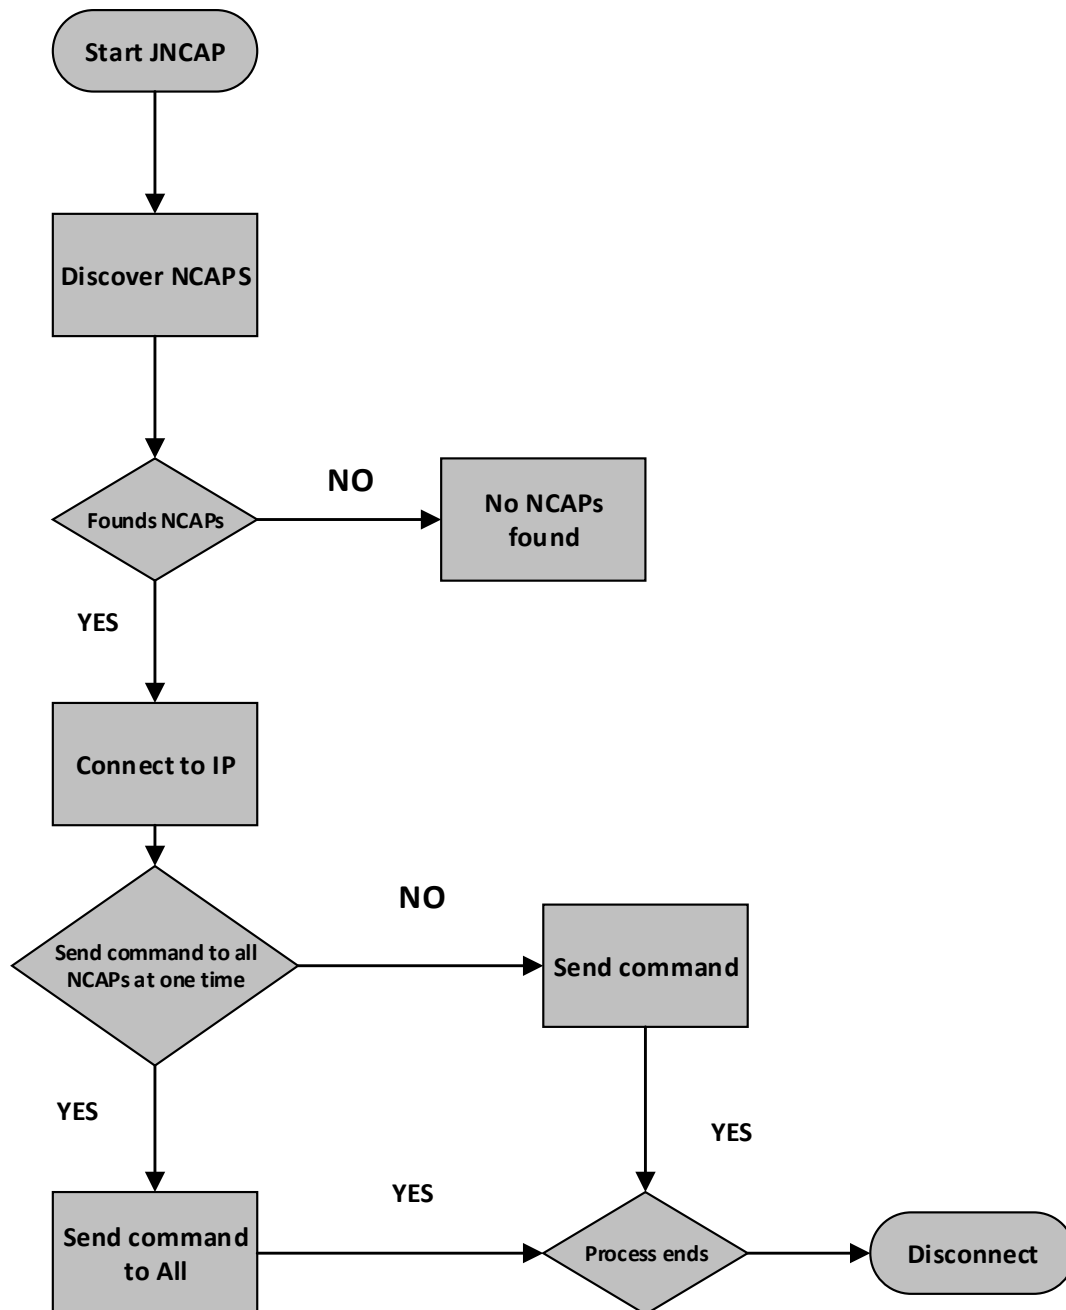 Start JNCAP
Discover NCAPS
Founds NCAPs
NO
No NCAPs
found
YES
Connect to IP
Send command to all
NCAPs at one time
NO
Send command
YES
YES
Send command
to All
YES
Process ends
Disconnect